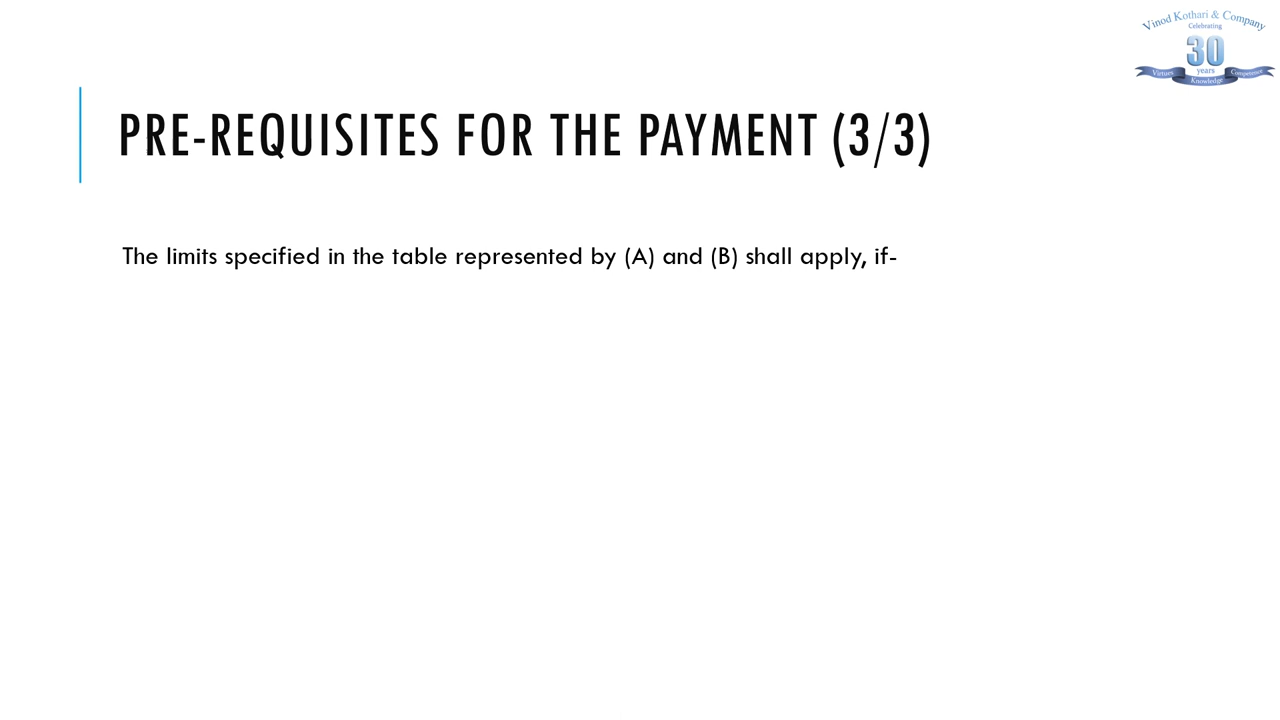 Vinod Kothari & Company
Celebrating
30
years
Virtues Knowledge Competence
PRE-REQUISITES FOR THE PAYMENT (3/3)
The limits specified in the table represented by (A) and (B) shall apply, if-